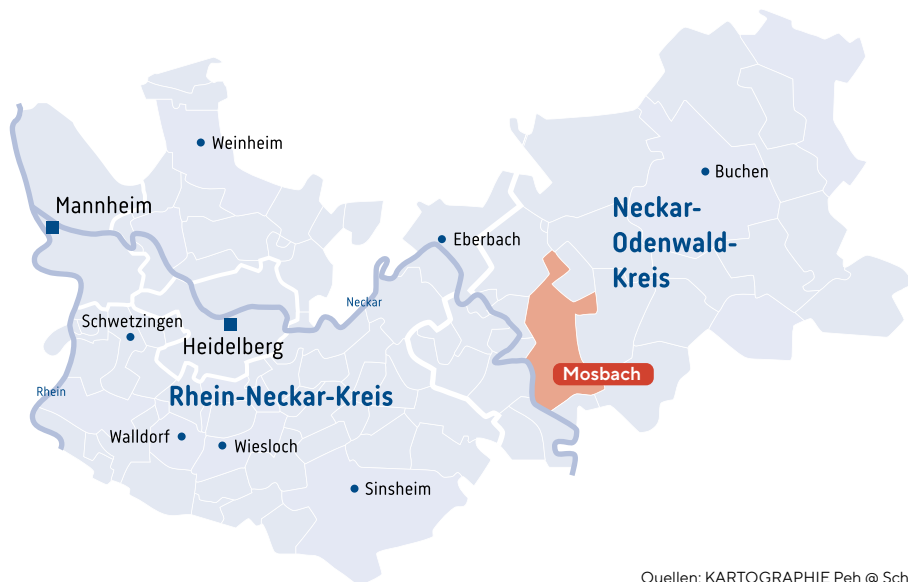 Weinheim
Buchen
Mannheim
Neckar-
Odenwald-
Kreis
Eberbach
Neckar
Schwetzingen
Heidelberg
Mosbach
Rhein
Rhein-Neckar-Kreis
Walldorf
Wiesloch
Sinsheim
Quellen: KARTOGRAPHIE Peh @ Sch